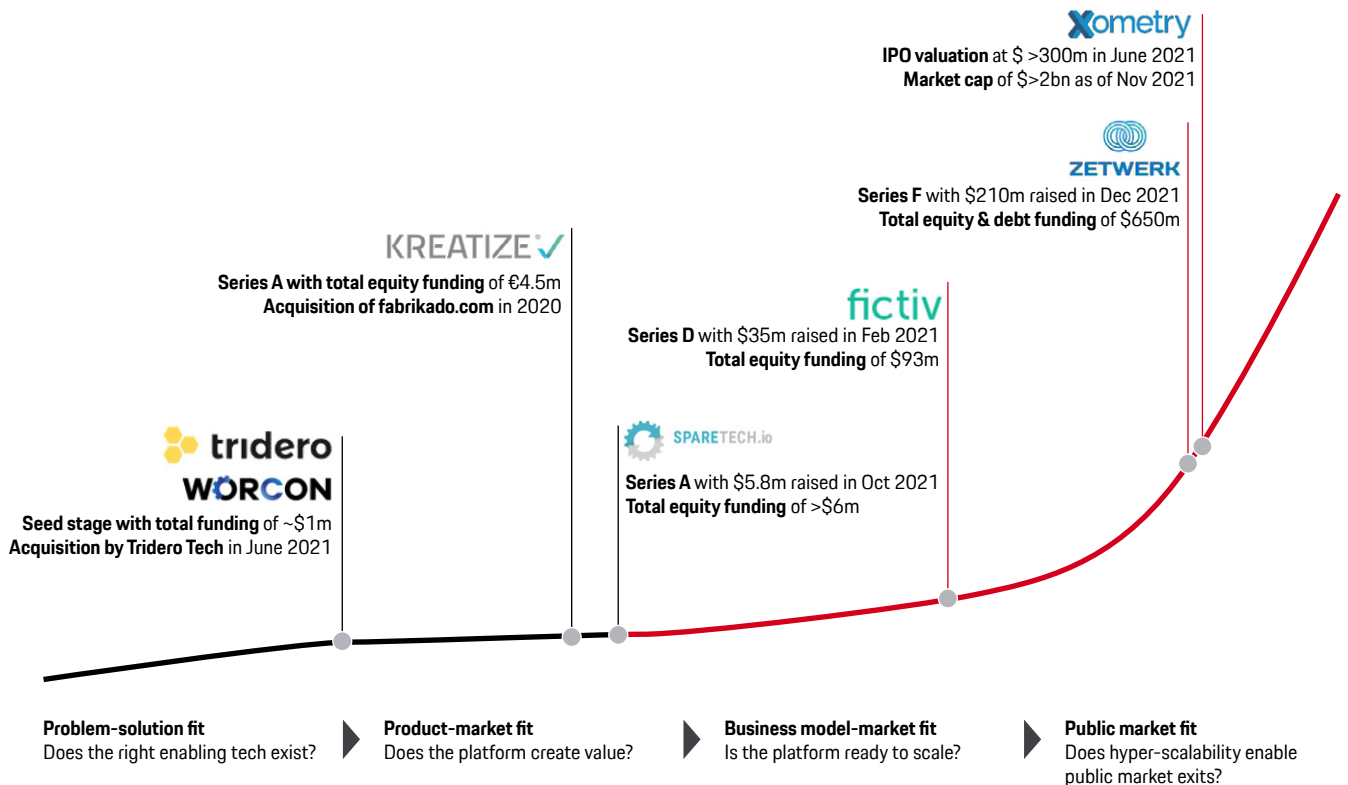 Xometry
IPO valuation at $ >300m in June 2021
Market cap of $>2bn as of Nov 2021
ZETWERK
Series F with $210m raised in Dec 2021
Total equity & debt funding of $650m
KREATIZE
Series A with total equity funding of €4.5m
Acquisition of fabrikado.com in 2020
fictiv
Series D with $35m raised in Feb 2021
Total equity funding of $93m
tridero
WORCON
Seed stage with total funding of ~$1m
Acquisition by Tridero Tech in June 2021
SPARETECH.io
Series A with $5.8m raised in Oct 2021
Total equity funding of >$6m
Problem-solution fit
Does the right enabling tech exist?
Product-market fit
Does the platform create value?
Business model-market fit
Is the platform ready to scale?
Public market fit
Does hyper-scalability enable
public market exits?